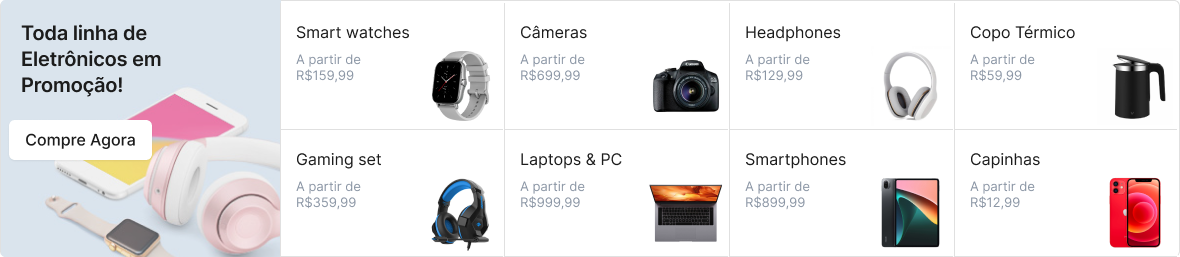 Toda linha de
Eletrônicos em
Promoção!
Compre Agora
Smart watches
A partir de
R$159,99
Câmeras
A partir de
R$699,99
Headphones
A partir de
R$129,99
Copo Térmico
A partir de
R$59,99
Gaming set
A partir de
R$359,99
Laptops & PC
A partir de
R$999,99
Smartphones
A partir de
R$899,99
Capinhas
A partir de
R$12,99